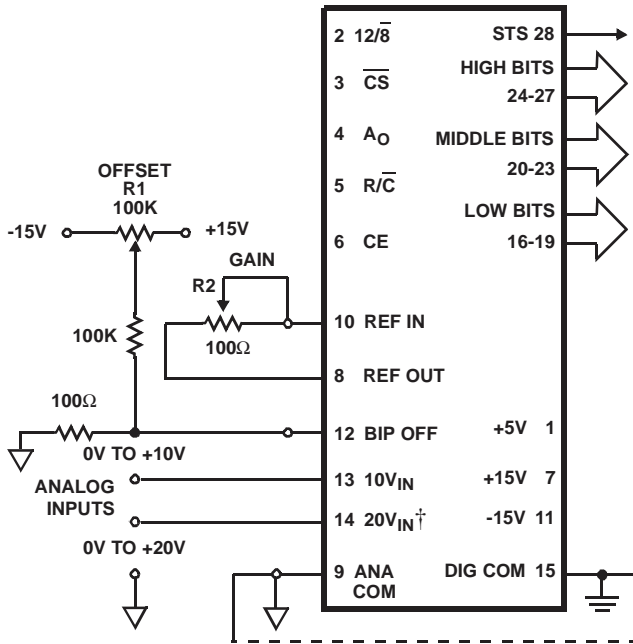 2 12/8̅
STS 28
HIGH BITS
24-27
3 C̅S̅
4 AO
MIDDLE BITS
20-23
5 R/C̅
LOW BITS
16-19
6 CE
OFFSET
R1
100K
-15V
+15V
GAIN
R2
100Ω
100K
10 REF IN
8 REF OUT
100Ω
12 BIP OFF
+5V 1
0V TO +10V
13 10VIN
+15V 7
ANALOG
INPUTS
14 20VIN†
-15V 11
0V TO +20V
9 ANA
COM
DIG COM 15